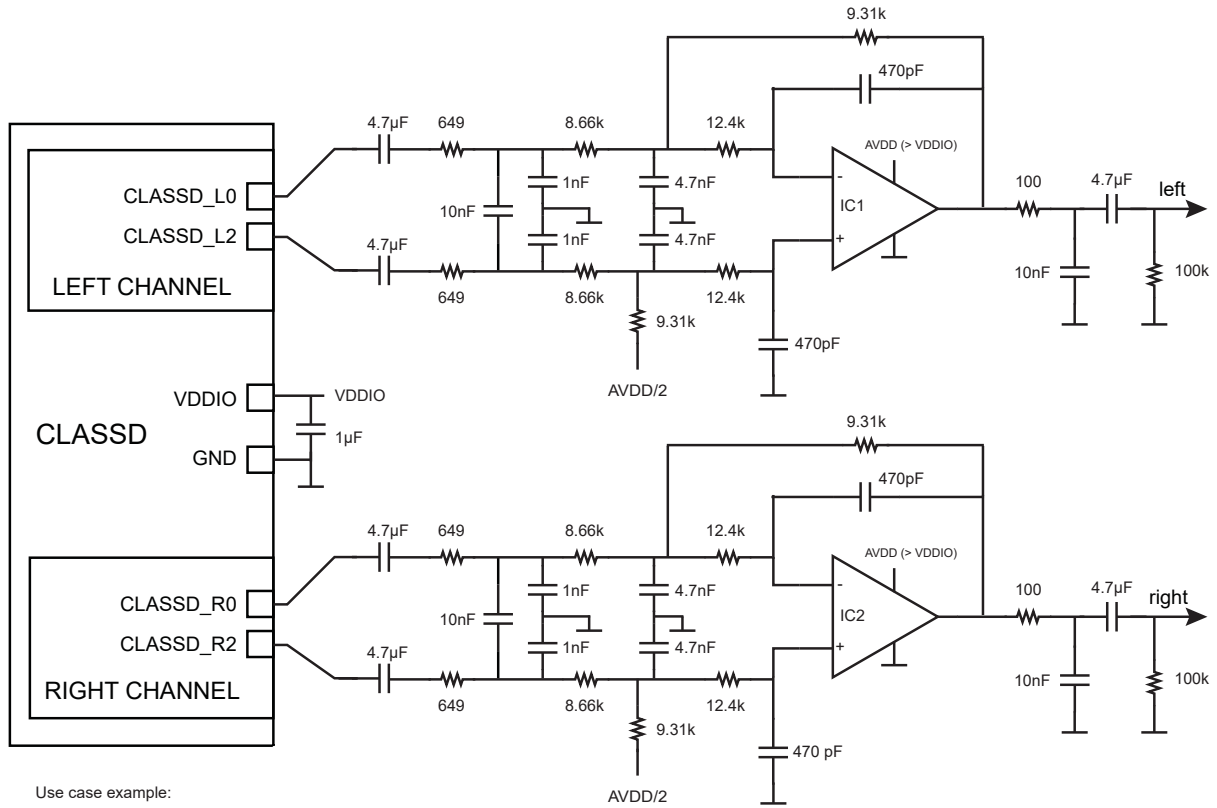 9.31k
470pF
4.7µF
649
8.66k
12.4k
AVDD (> VDDIO)
CLASSD_L0
1nF
4.7nF
-
IC1
100
4.7µF
left
10nF
CLASSD_L2
1nF
4.7nF
+
4.7µF
10nF
100k
LEFT CHANNEL
649
8.66k
12.4k
9.31k
470pF
AVDD/2
VDDIO
VDDIO
CLASSD
1µF
GND
9.31k
470pF
4.7µF
649
8.66k
12.4k
AVDD (> VDDIO)
CLASSD_R0
1nF
4.7nF
-
IC2
100
4.7µF
right
10nF
CLASSD_R2
1nF
4.7nF
+
4.7µF
10nF
100k
RIGHT CHANNEL
649
8.66k
12.4k
9.31k
470 pF
AVDD/2
Use case example: